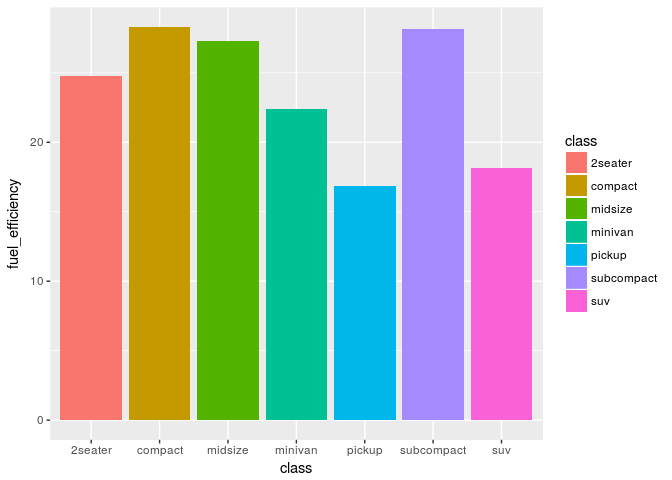 fuel_efficiency
20
10
0
2seater compact midsize minivan pickup subcompact suv
class
class
2seater
compact
midsize
minivan
pickup
subcompact
suv